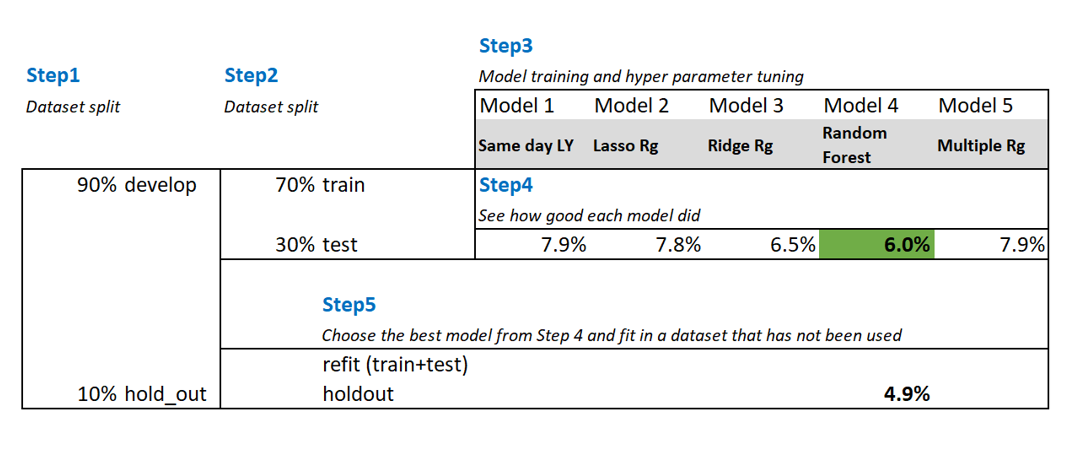 Step3
Step1 Step2 Model training and hyper parameter tuning
Dataset split Dataset split
Model 1 Model 2 Model 3 Model 4 Model 5
Same day LY Lasso Rg Ridge Rg Random Forest Multiple Rg
90% develop 70% train Step4
See how good each model did
30% test 7.9% 7.8% 6.5% 6.0% 7.9%
Step5
Choose the best model from Step 4 and fit in a dataset that has not been used
refit (train+test)
10% hold_out holdout 4.9%